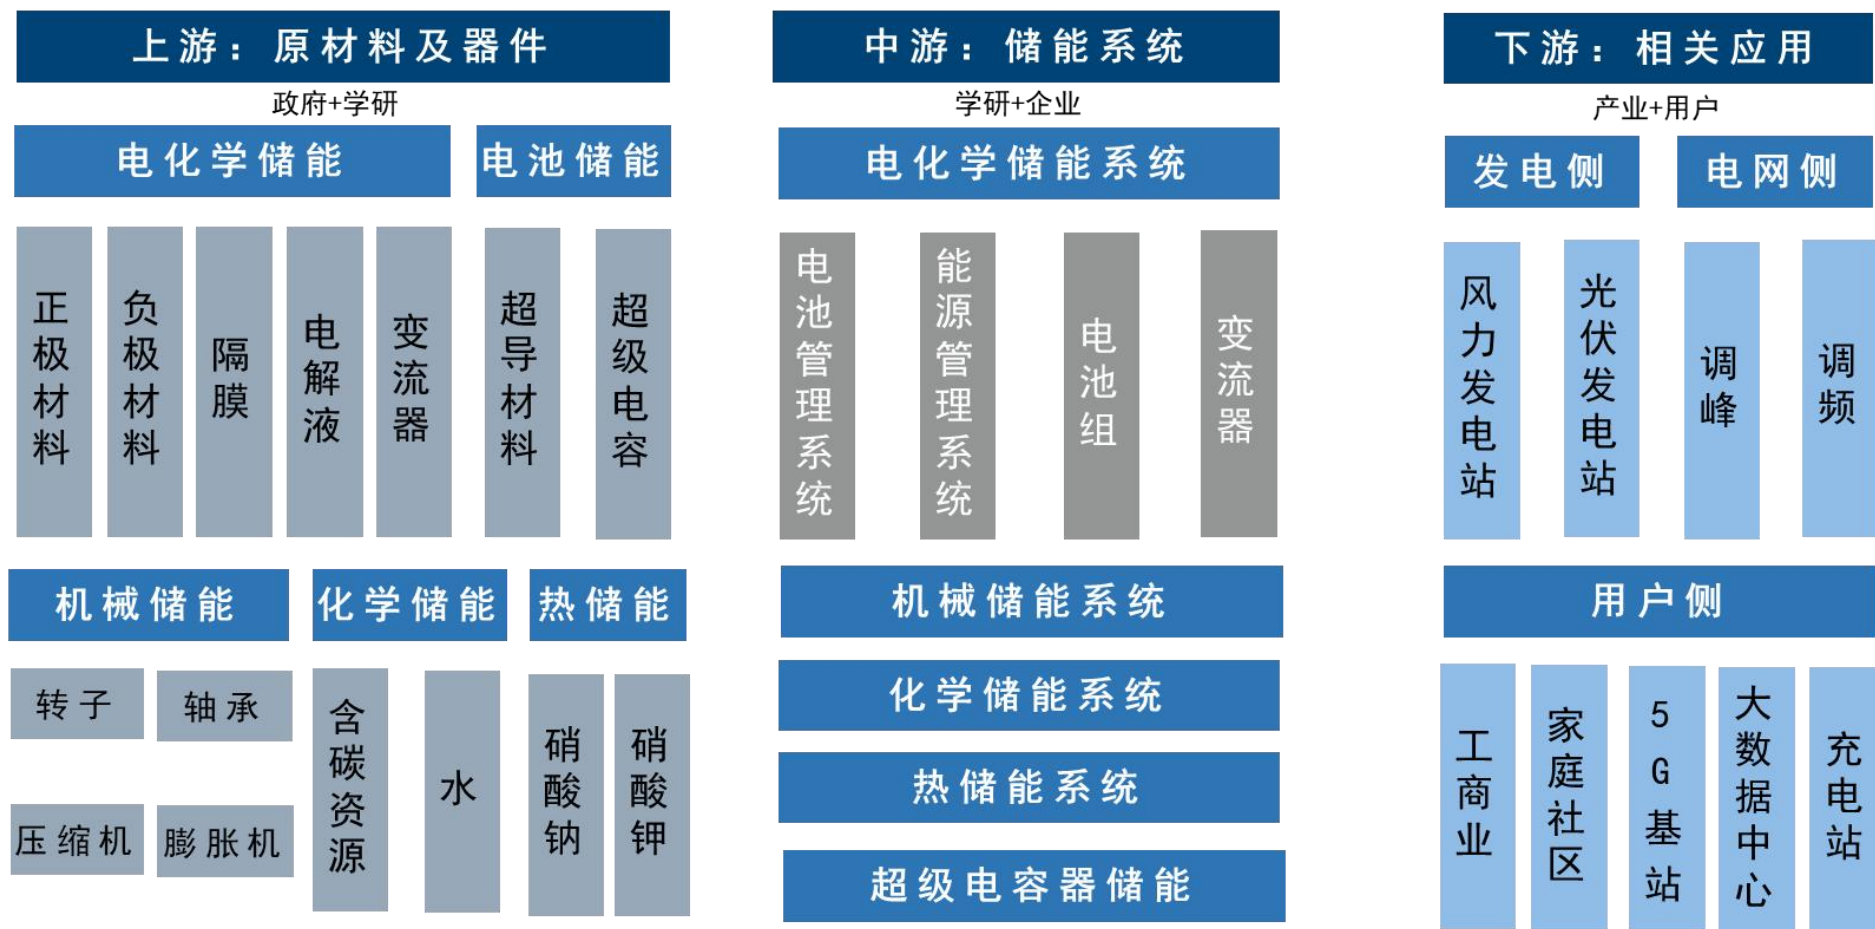 上游：原材料及器件
政府+学研
电化学储能
电池储能
正极材料
负极材料
隔膜
电解液
变流器
超导材料
超级电容
机械储能
化学储能
热储能
转子
轴承
压缩机
膨胀机
含碳资源
水
硝酸钠
硝酸钾
中游：储能系统
学研+企业
电化学储能系统
电池管理系统
能源管理系统
电池组
变流器
机械储能系统
化学储能系统
热储能系统
超级电容器储能
下游：相关应用
产业+用户
发电侧
电网侧
风力发电站
光伏发电站
调峰
调频
用户侧
工商业
家庭社区
5G基站
大数据中心
充电站